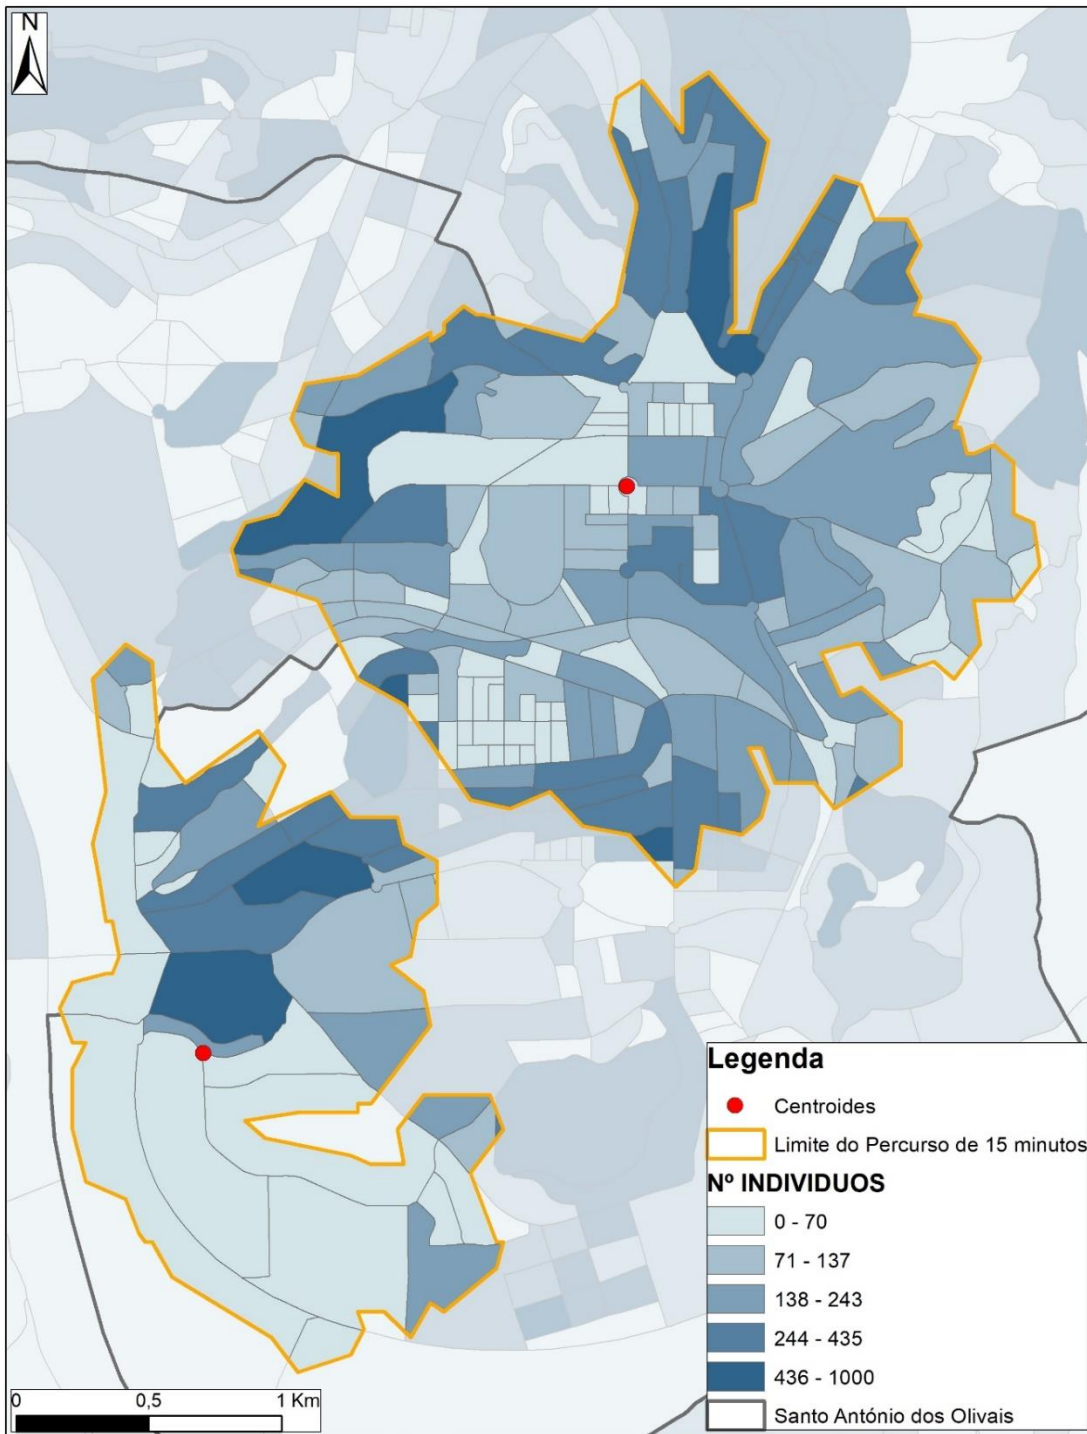 N
Legenda
Centroides
Limite do Percurso de 15 minutos
Nº INDIVIDUOS
0 - 70
71 - 137
138 - 243
244 - 435
436 - 1000
Santo António dos Olivais
0 0,5 1 Km